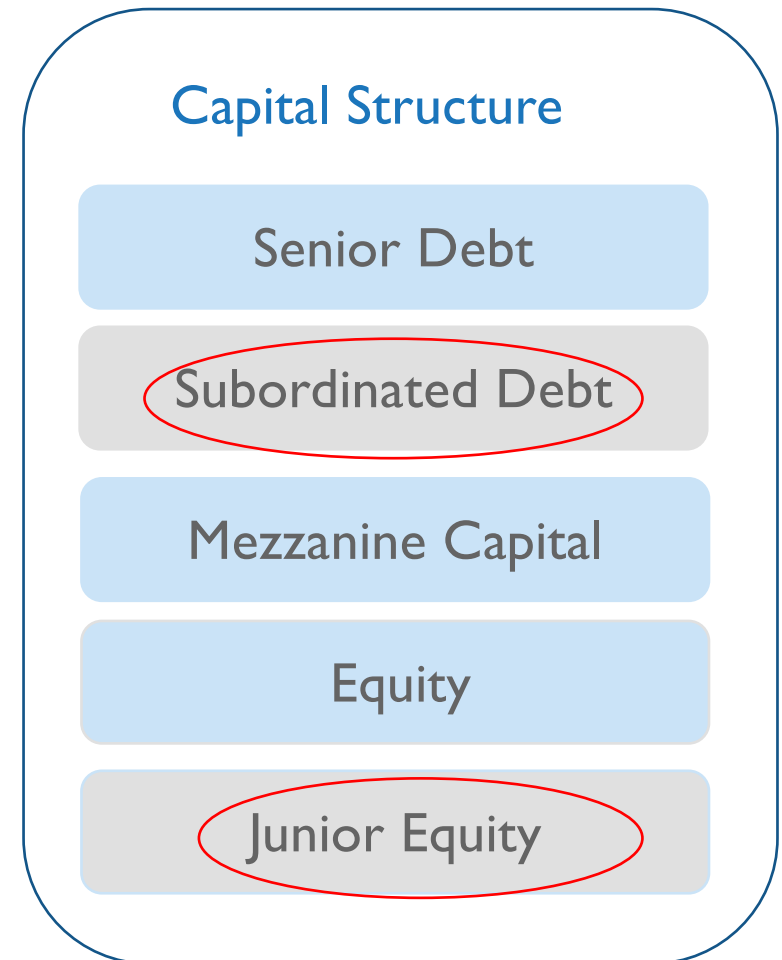 Capital Structure
Senior Debt
Subordinated Debt
Mezzanine Capital
Equity
Junior Equity